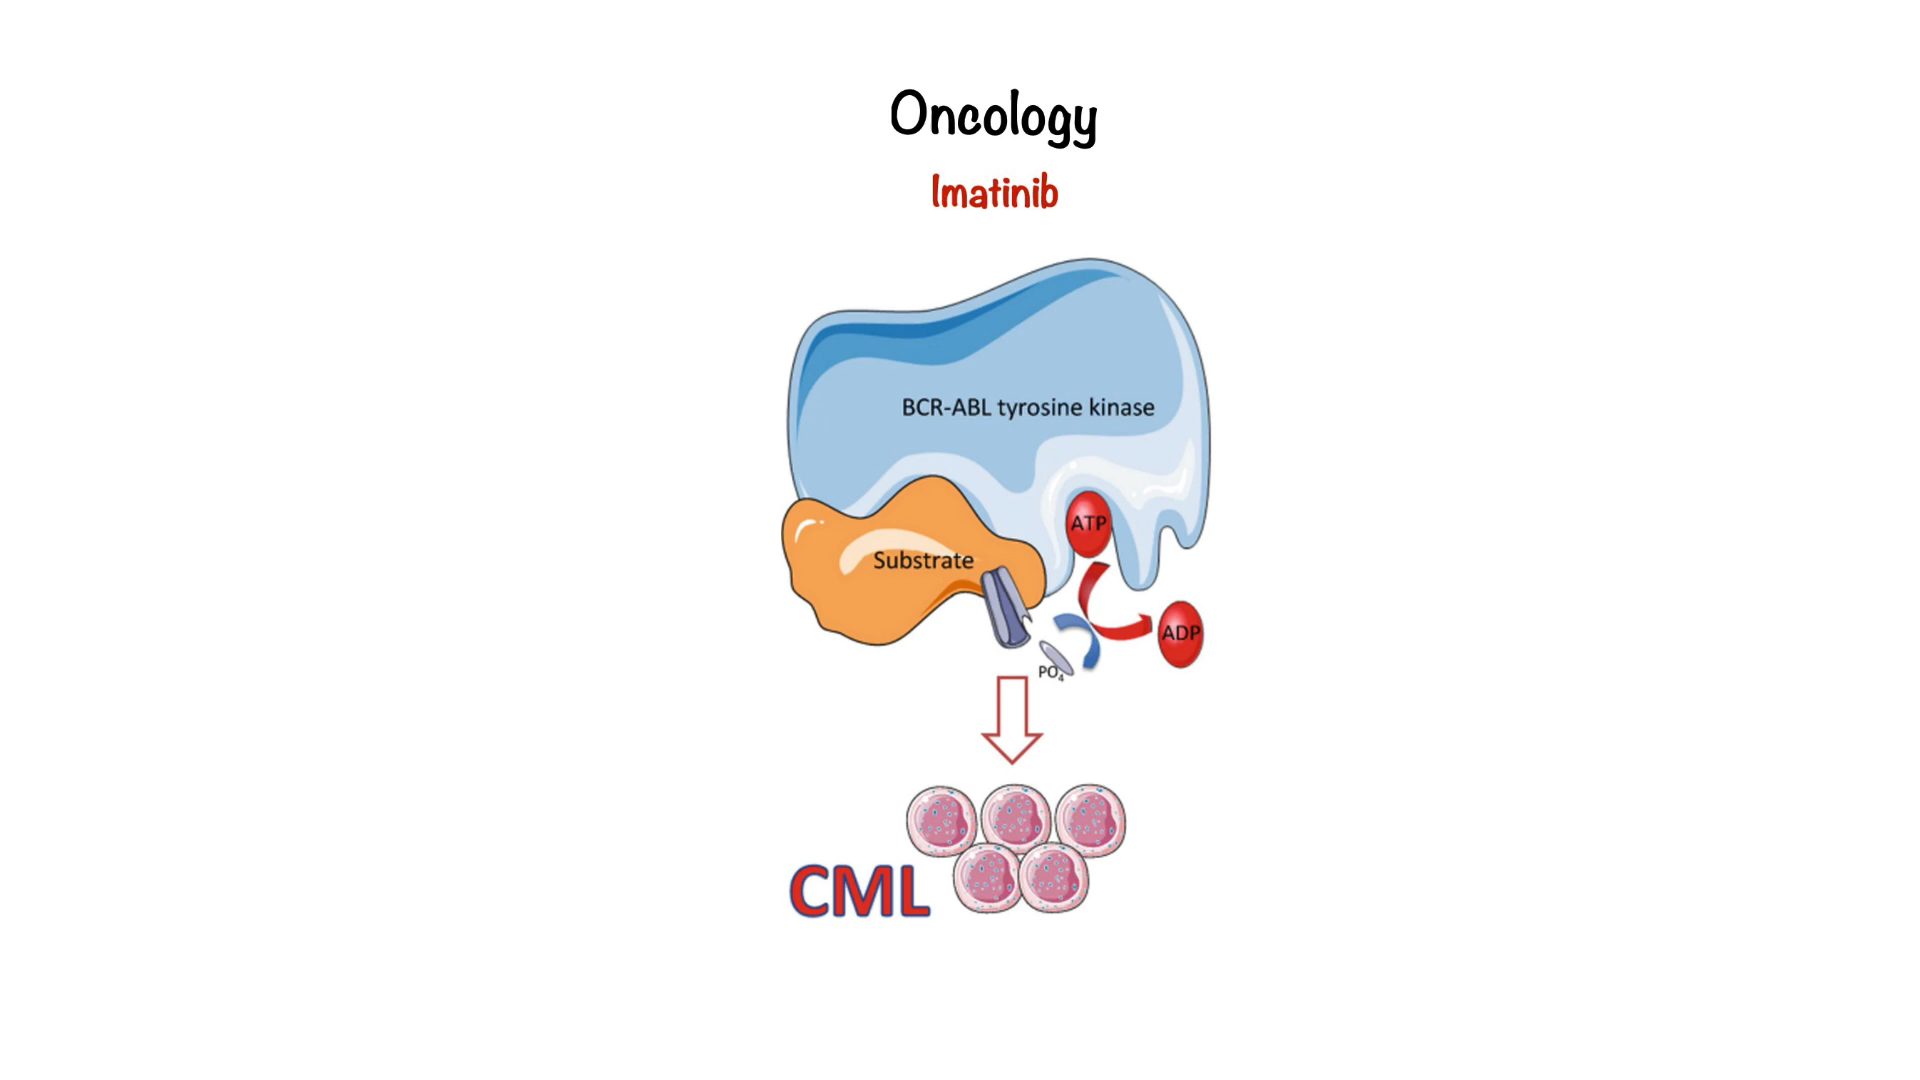 Oncology
Imatinib
BCR-ABL tyrosine kinase
ATP
Substrate
ADP
PO4
CML